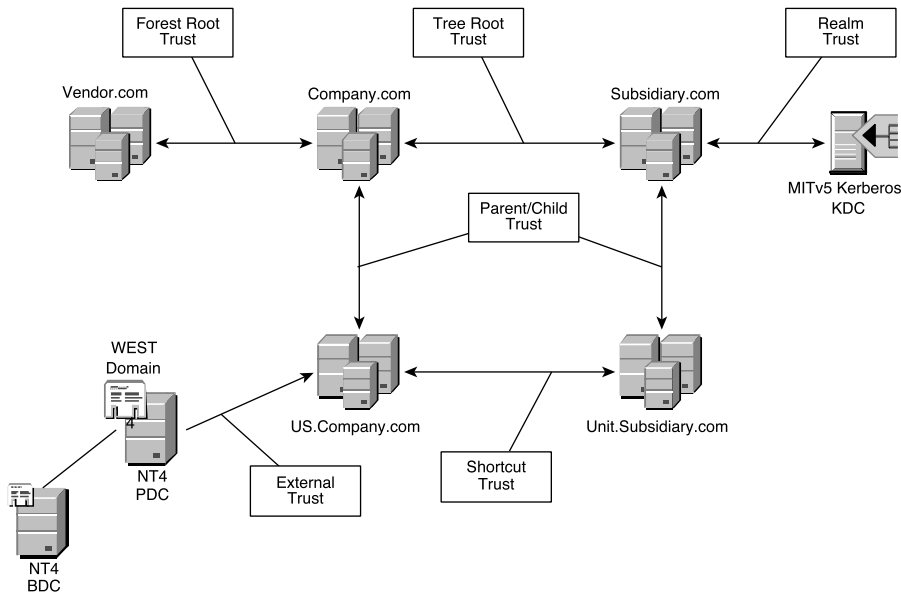 Forest Root
Trust
Tree Root
Trust
Realm
Trust
Vendor.com
Company.com
Subsidiary.com
MITv5 Kerberos
KDC
Parent/Child
Trust
WEST
Domain
4
US.Company.com
Unit.Subsidiary.com
NT4
PDC
External
Trust
Shortcut
Trust
NT4
BDC